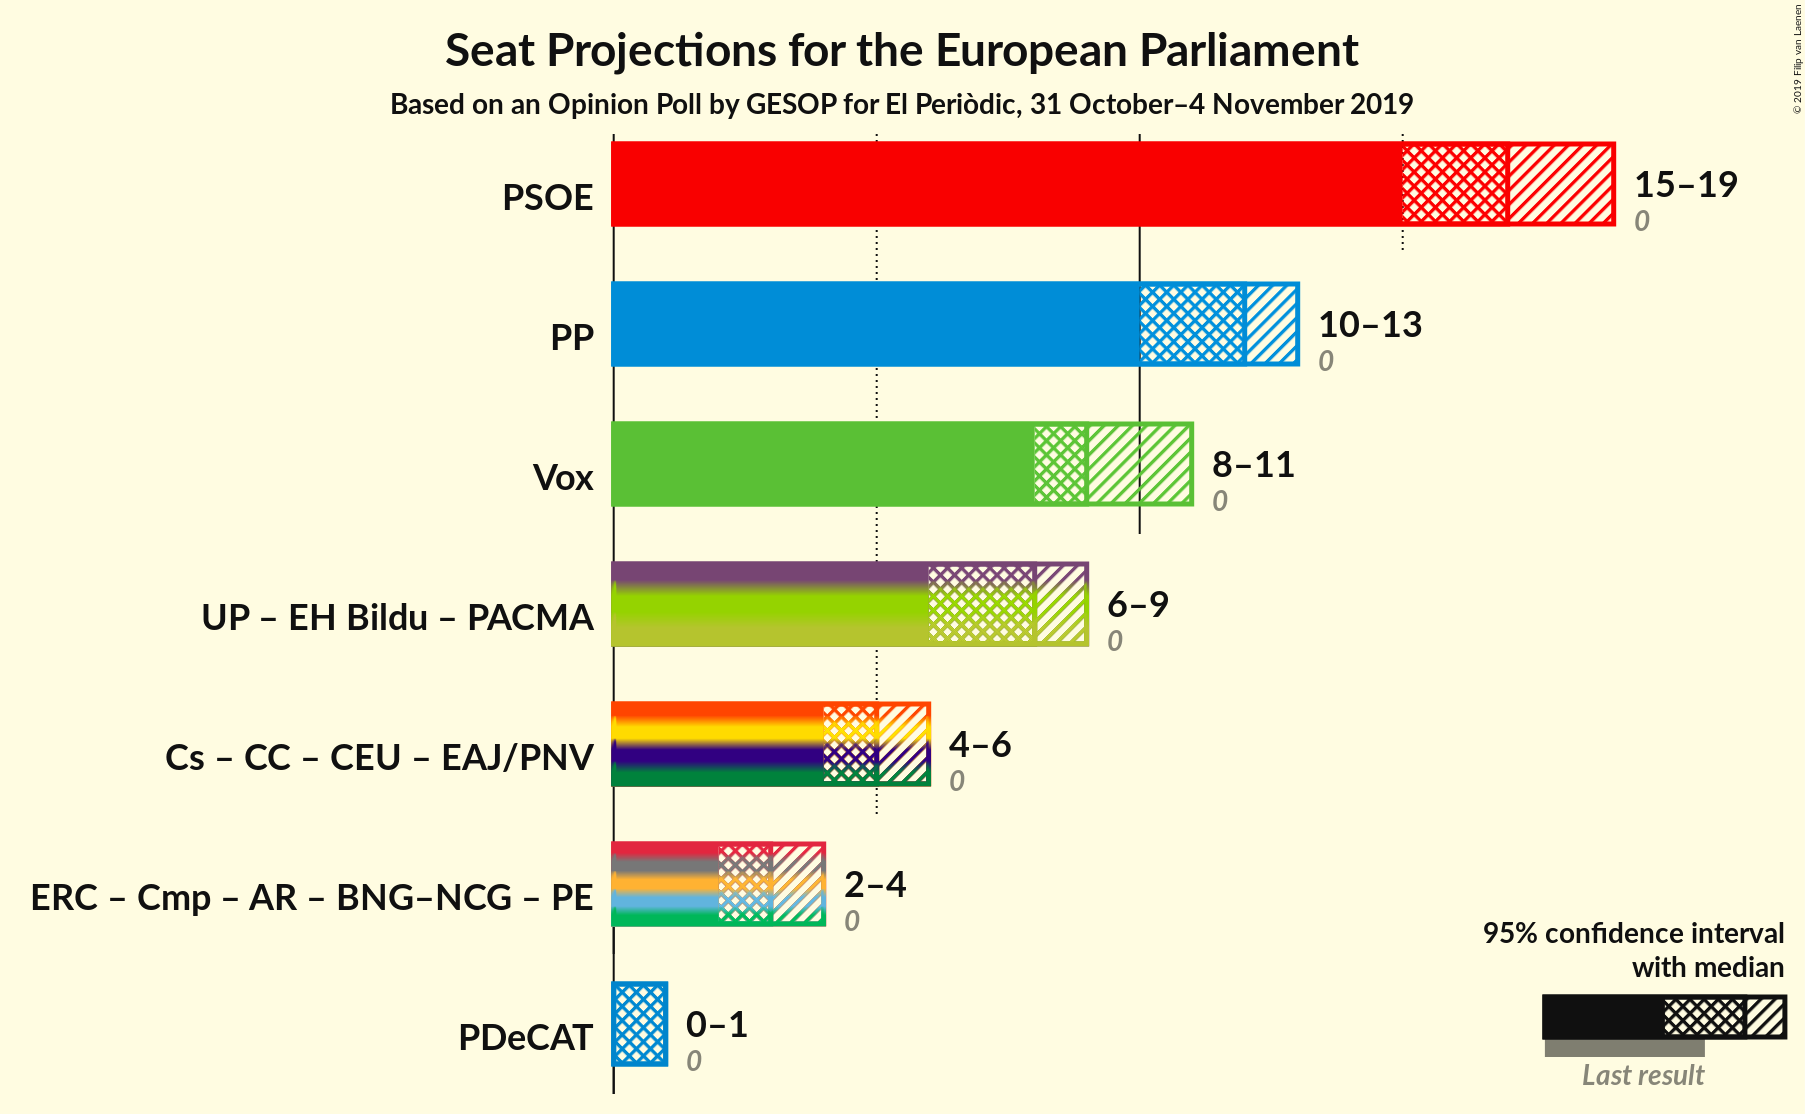 Seat Projections for the European Parliament
Based on an Opinion Poll by GESOP for El Periòdic, 31 October–4 November 2019
© 2019 Filip van Laenen
PSOE
15–19
0
PP
10–13
0
Vox
8–11
0
UP – EH Bildu – PACMA
6–9
0
Cs – CC – CEU – EAJ/PNV
4–6
0
ERC – Cmp – AR – BNG–NCG – PE
2–4
0
PDeCAT
0–1
0
95% confidence interval
with median
Last result